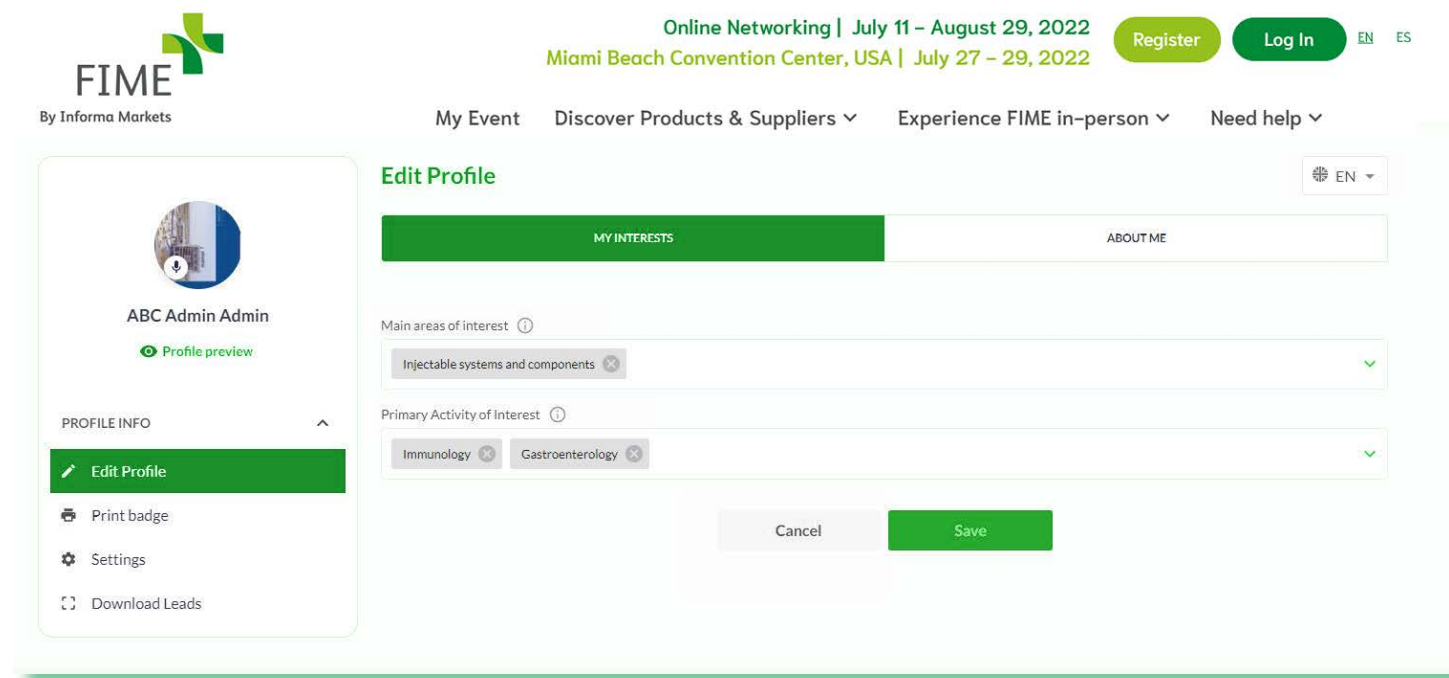 FIME
By Informa Markets
Online Networking | July 11 – August 29, 2022
Miami Beach Convention Center, USA | July 27 – 29, 2022
Register
Log In
EN ES
My Event Discover Products & Suppliers Experience FIME in-person Need help
ABC Admin Admin
Profile preview
PROFILE INFO
Edit Profile
Print badge
Settings
Download Leads
Edit Profile
EN
MY INTERESTS ABOUT ME
Main areas of interest
Injectable systems and components
Primary Activity of Interest
Immunology Gastroenterology
Cancel Save